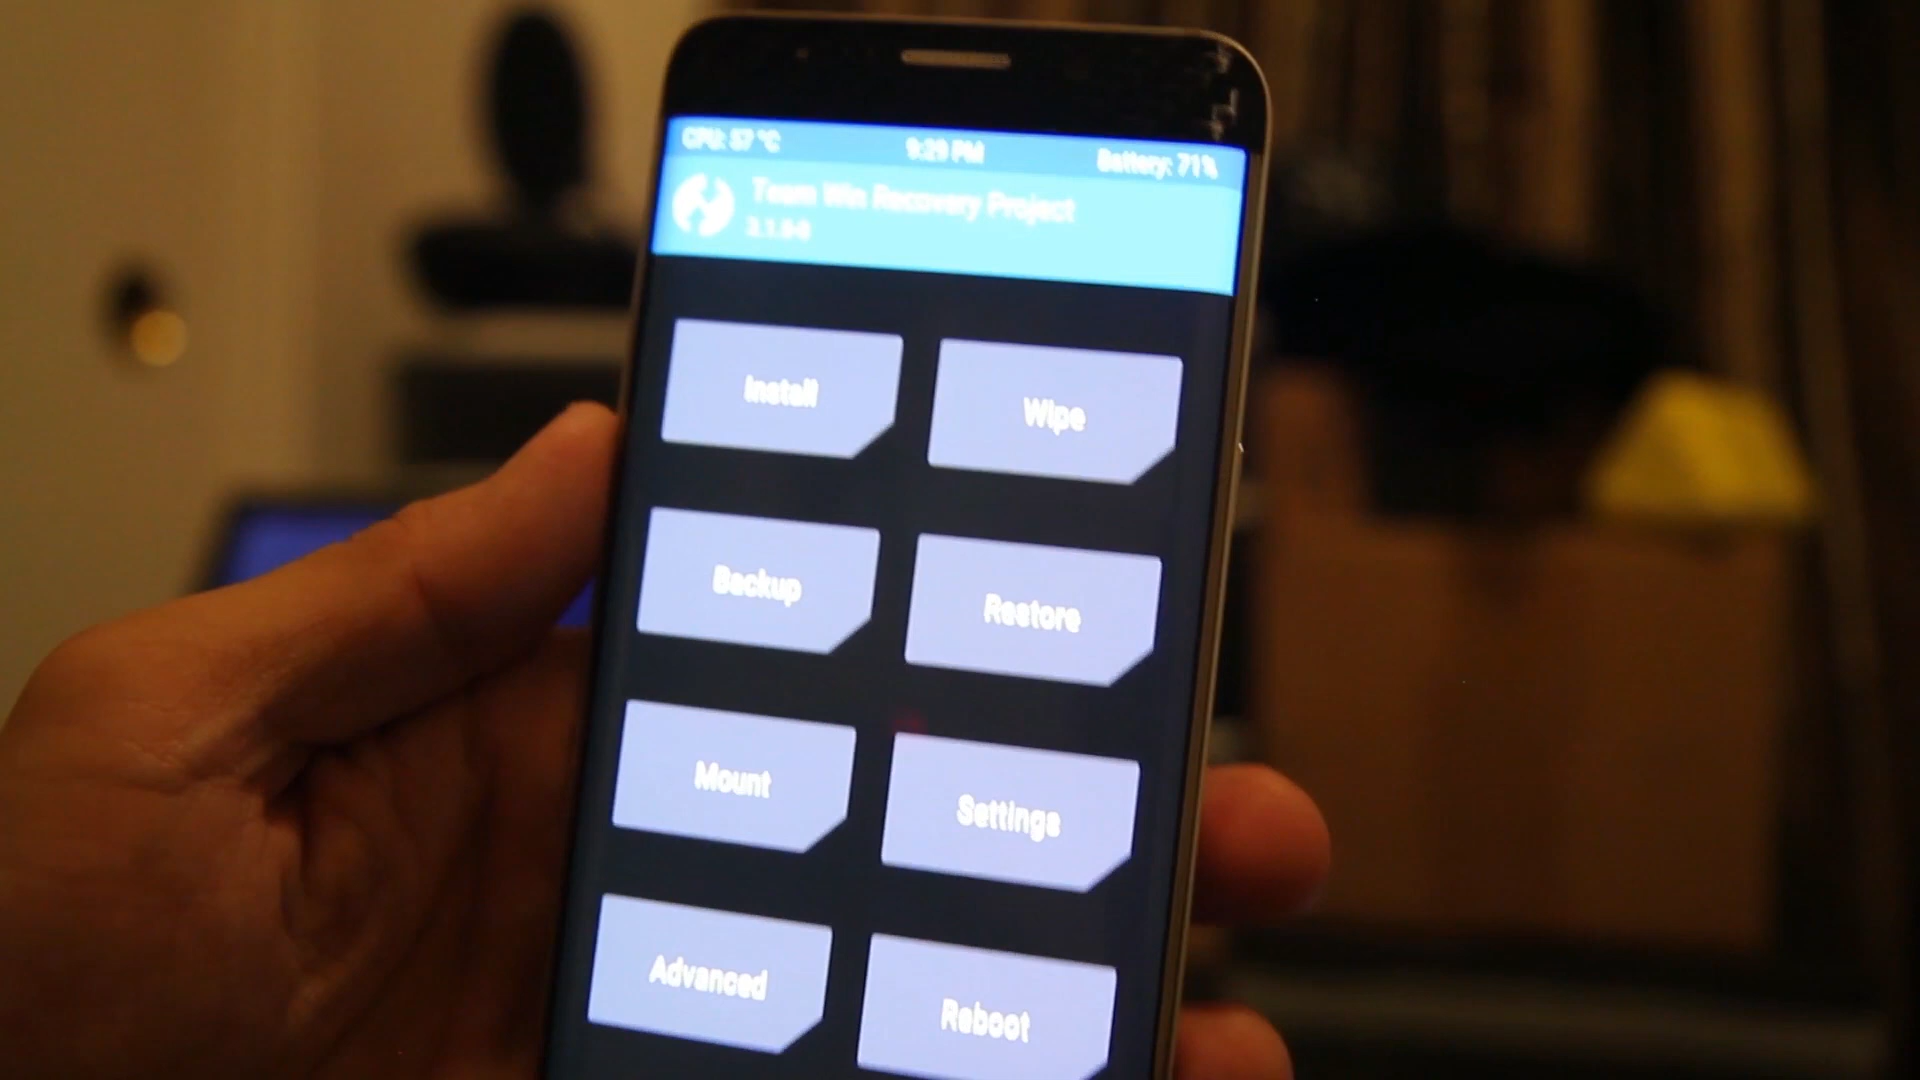 CPU: 57 °C
9:29 PM
Battery: 71%
Team Win Recovery Project
Install
Wipe
Backup
Restore
Mount
Settings
Advanced
Reboot